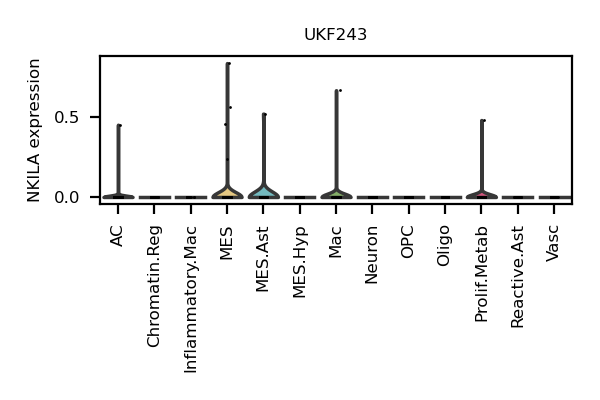 UKF243
NKILA expression
0.5
0.0
AC
Chromatin.Reg
Inflammatory.Mac
MES
MES.Ast
MES.Hyp
Mac
Neuron
OPC
Oligo
Prolif.Metab
Reactive.Ast
Vasc